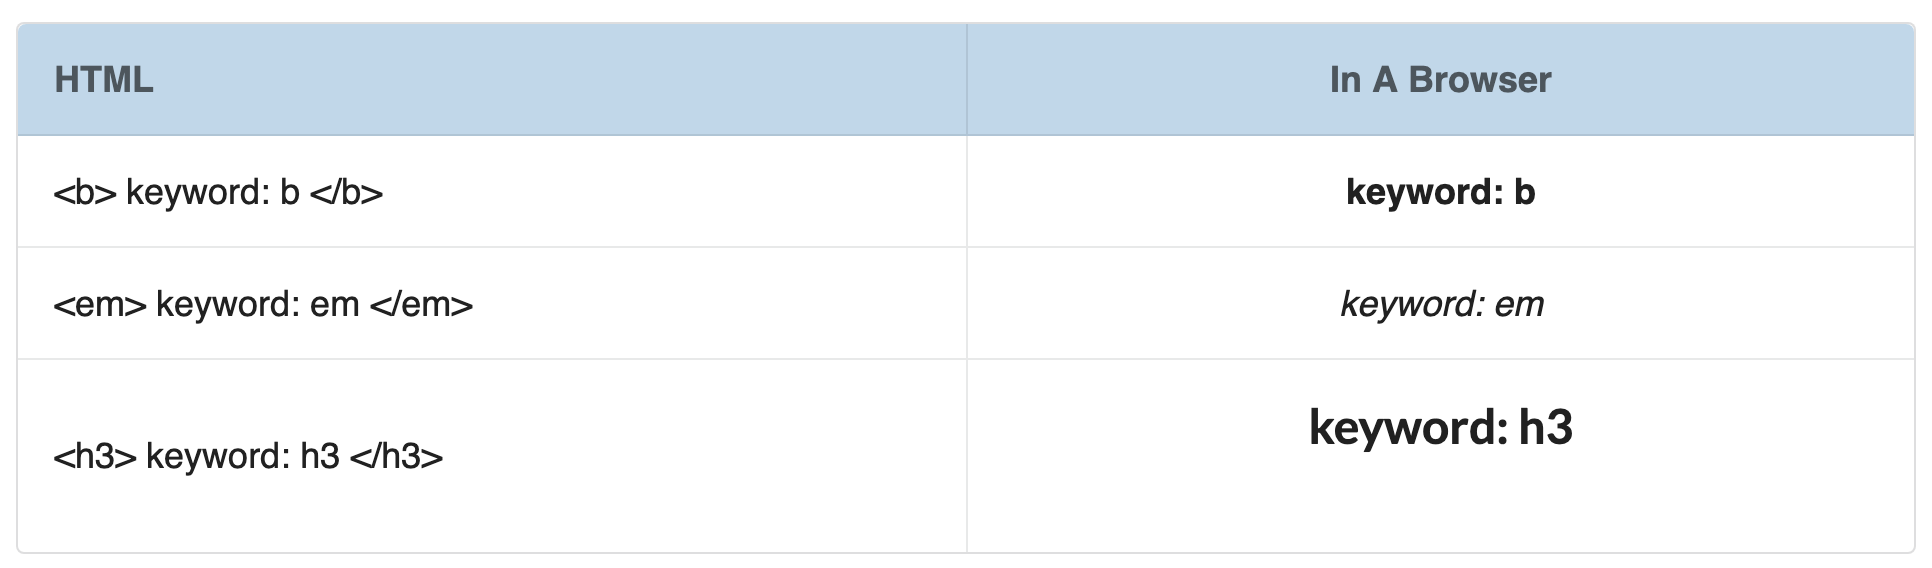 HTML
In A Browser
<b> keyword: b </b>
keyword: b
<em> keyword: em </em>
keyword: em
<h3> keyword: h3 </h3>
keyword: h3